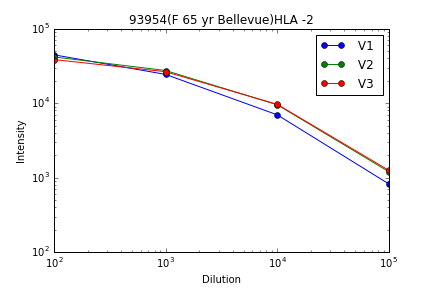 93954(F 65 yr Bellevue)HLA -2
V1
V2
V3
10^5
10^4
10^3
10^2
Intensity
10^2 10^3 10^4 10^5
Dilution